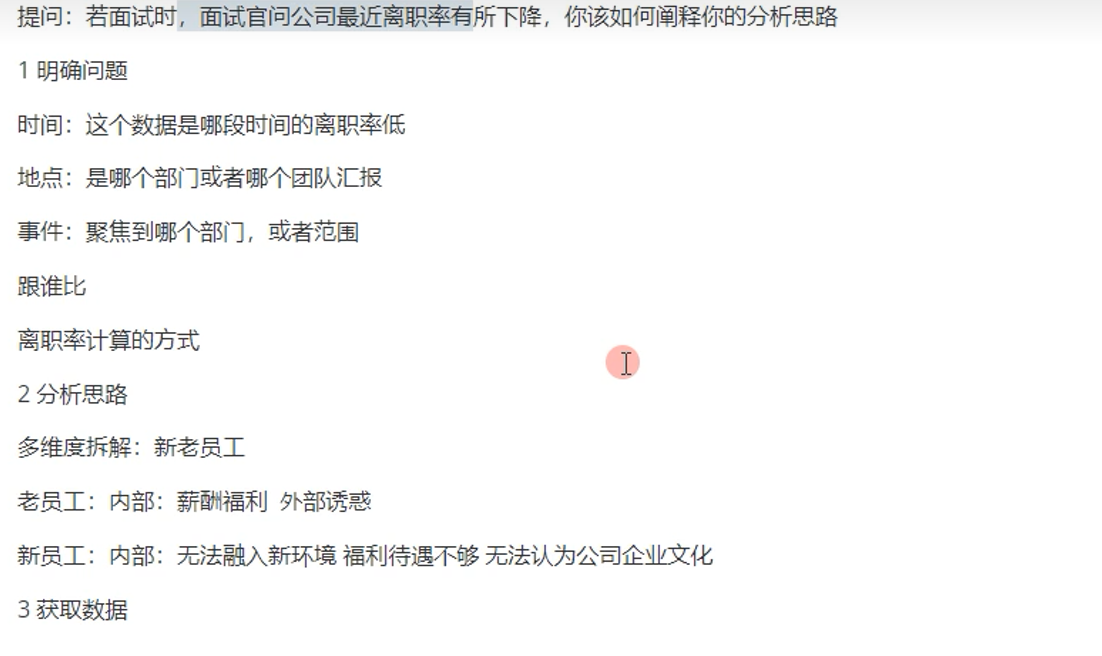 提问：若面试时，面试官问公司最近离职率有所下降，你该如何阐释你的分析思路
1 明确问题
时间：这个数据是哪段时间的离职率低
地点：是哪个部门或者哪个团队汇报
事件：聚焦到哪个部门，或者范围
跟谁比
离职率计算的方式
2 分析思路
多维度拆解：新老员工
老员工：内部：薪酬福利  外部诱惑
新员工：内部：无法融入新环境 福利待遇不够 无法认为公司企业文化
3 获取数据